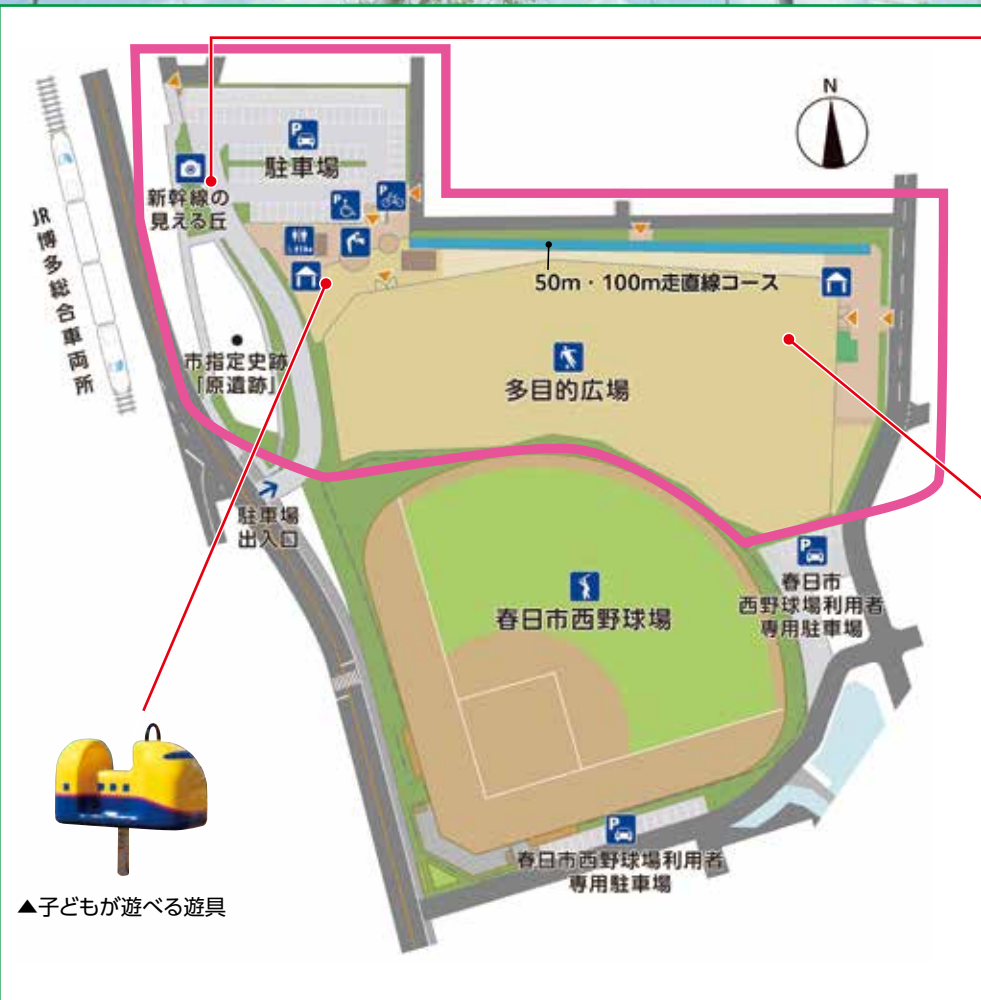 N
P
駐車場
新幹線の
見える丘
P
P
JR博多総合車両所
50m・100m走直線コース
市指定史跡
「原遺跡」
多目的広場
駐車場
出入口
P
春日市
西野球場利用者
専用駐車場
春日市西野球場
P
春日市西野球場利用者
専用駐車場
▲子どもが遊べる遊具